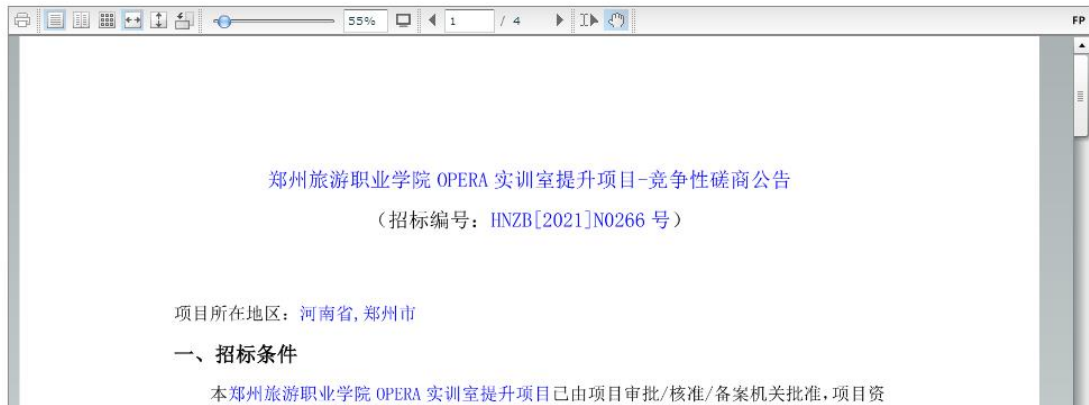 55%
1
/ 4
FP
郑州旅游职业学院 OPERA 实训室提升项目-竞争性磋商公告
（招标编号：HNZB[2021]N0266 号）
项目所在地区：河南省,郑州市
一、招标条件
本郑州旅游职业学院 OPERA 实训室提升项目已由项目审批/核准/备案机关批准，项目资